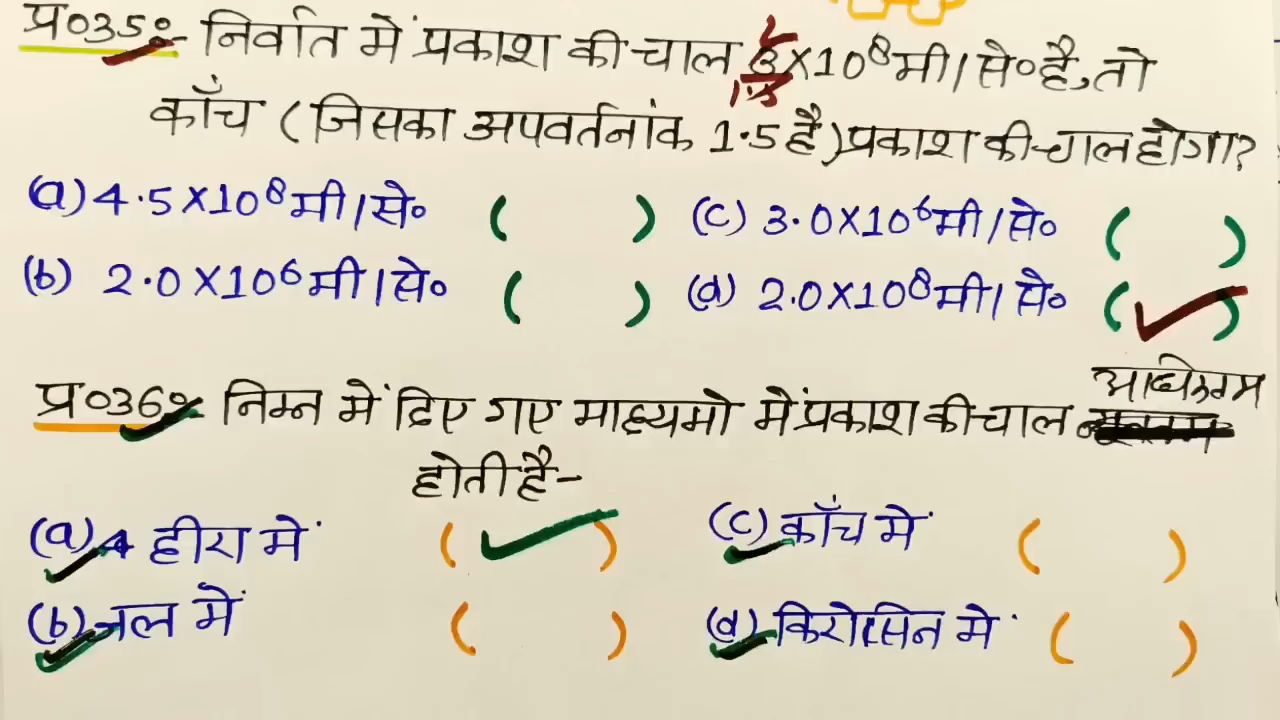 प्र०35:- निर्वात में प्रकाश की चाल 3×10⁸ मी/से० है, तो
काँच (जिसका अपवर्तनांक 1.5 है) प्रकाश की चाल होगा?
(a) 4.5×10⁸ मी/से० ( ) (c) 3.0×10⁶ मी/से० ( )
(b) 2.0×10⁶ मी/से० ( ) (d) 2.0×10⁸ मी/से० (✓)
प्र०36:- निम्न में दिए गए माध्यमो में प्रकाश की चाल अधिकतम
होती है-
(a) हीरा में (✓) (c) काँच में ( )
(b) जल में ( ) (d) किरोसिन में ( )